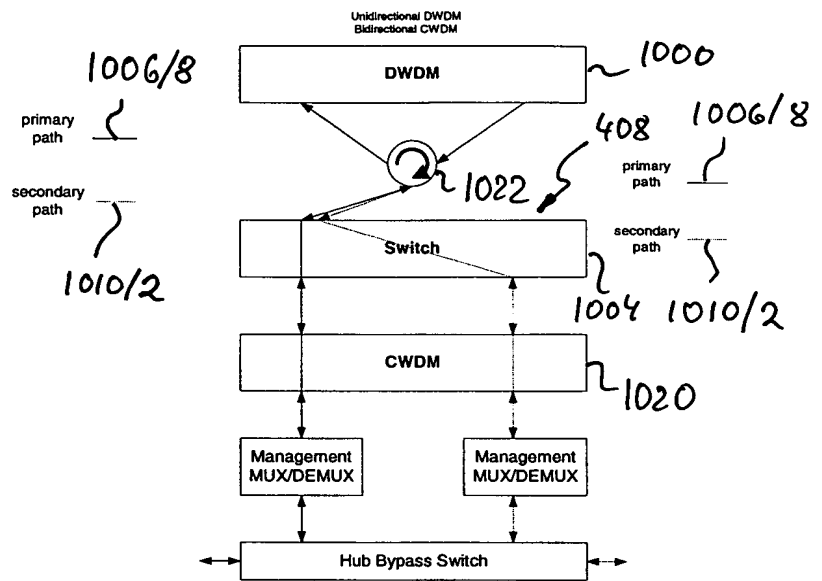 Unidirectional DWDM
Bidirectional CWDM
DWDM
1000
1006/8
primary
path
secondary
path
1010/2
408
1022
1006/8
primary
path
secondary
path
1010/2
Switch
1004
CWDM
1020
Management
MUX/DEMUX
Management
MUX/DEMUX
Hub Bypass Switch